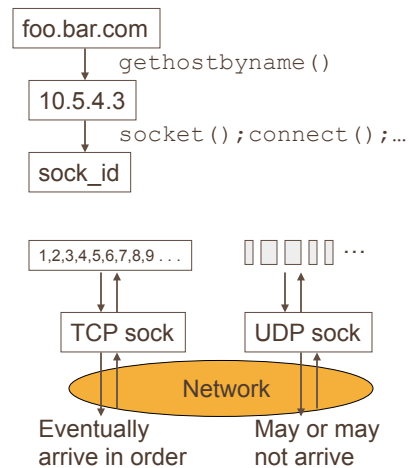 foo.bar.com
gethostbyname()
10.5.4.3
socket();connect();…
sock_id
1,2,3,4,5,6,7,8,9 . . .
…
TCP sock
UDP sock
Network
Eventually
arrive in order
May or may
not arrive